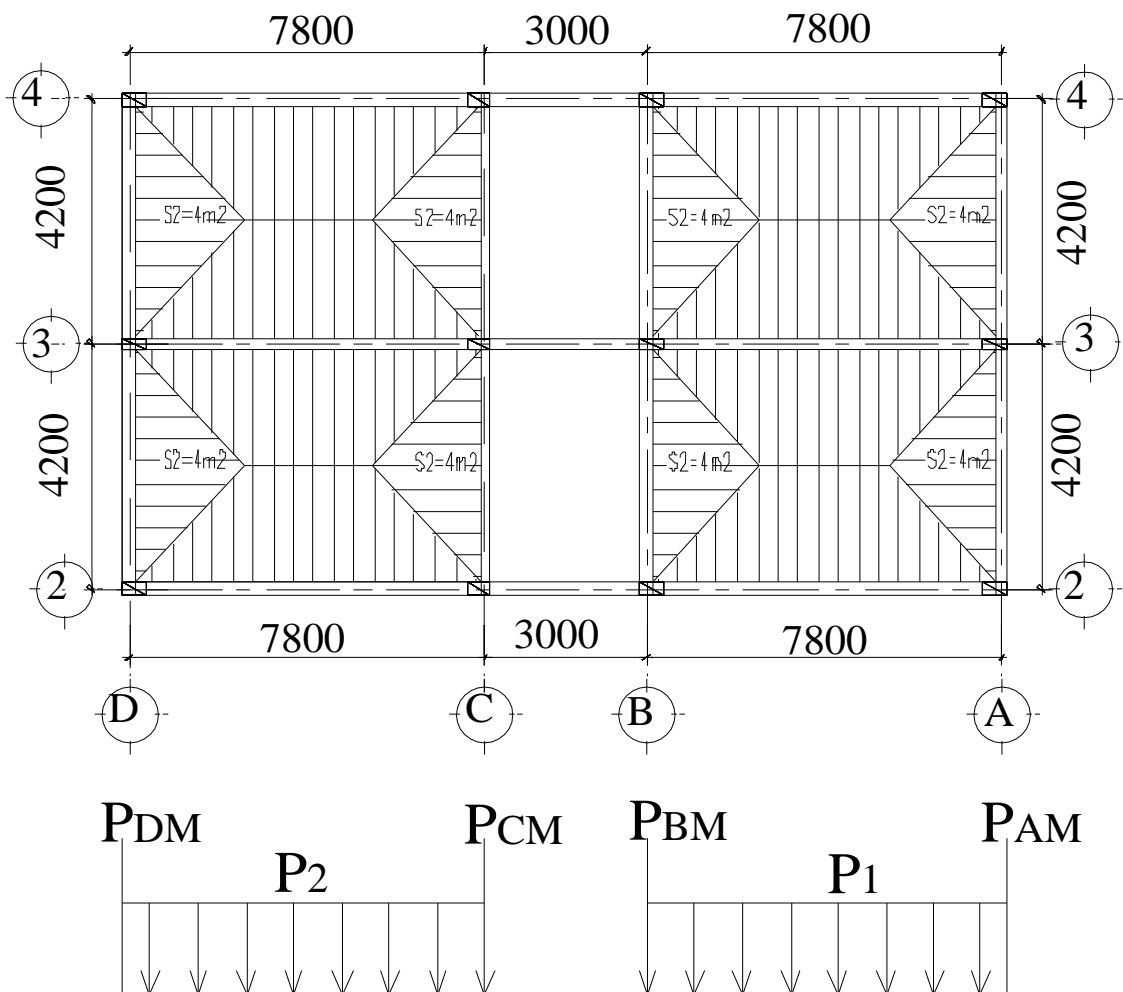 7800 3000 7800
4 4
4200 4200
S2=4m2 S2=4m2 S2=4m2 S2=4m2
3 3
4200 4200
S2=4m2 S2=4m2 S2=4m2 S2=4m2
2 2
7800 3000 7800
D C B A
PDM PCM PBM PAM
P2 P1